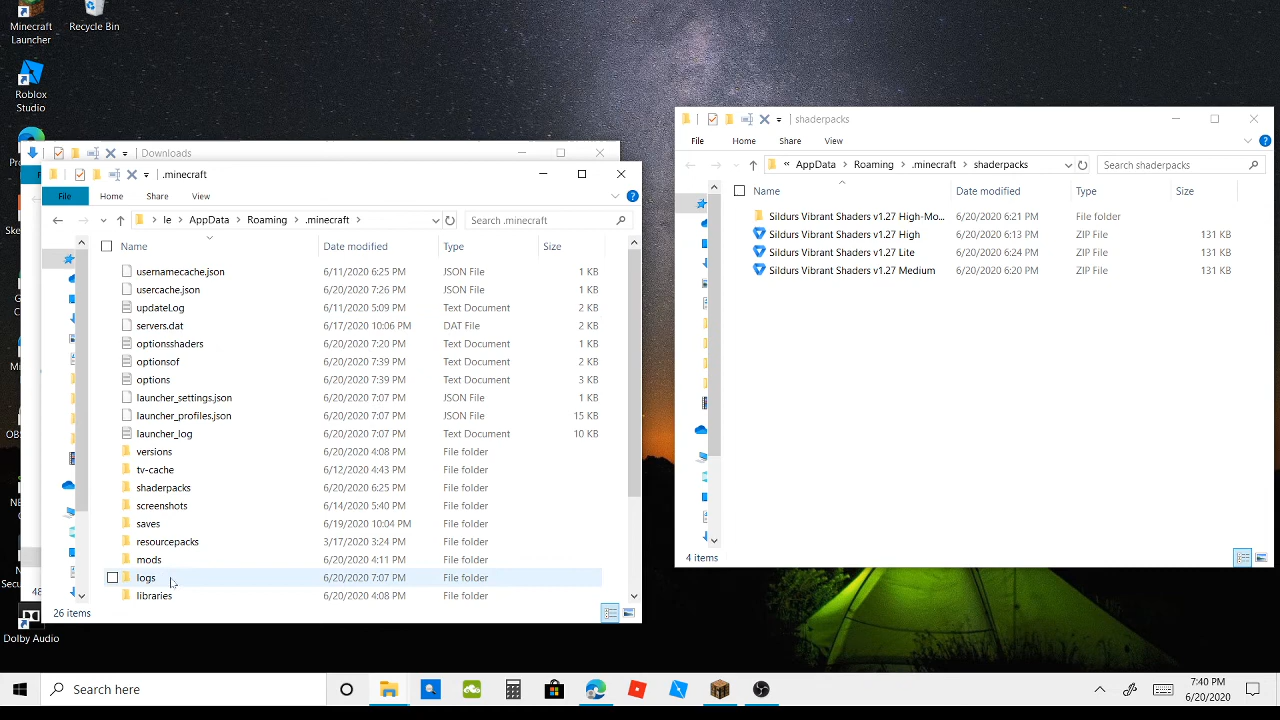 Minecraft
Launcher
Recycle Bin
Roblox
Studio
Downloads
.minecraft
File
Home
Share
View
le
AppData
Roaming
.minecraft
Search .minecraft
Name
Date modified
Type
Size
usernamecache.json 6/11/2020 6:25 PM JSON File 1 KB
usercache.json 6/20/2020 7:26 PM JSON File 1 KB
updateLog 6/11/2020 5:09 PM Text Document 2 KB
servers.dat 6/17/2020 10:06 PM DAT File 2 KB
optionsshaders 6/20/2020 7:20 PM Text Document 1 KB
optionsof 6/20/2020 7:39 PM Text Document 1 KB
options 6/20/2020 7:39 PM Text Document 3 KB
launcher_settings.json 6/20/2020 7:07 PM JSON File 1 KB
launcher_profiles.json 6/20/2020 7:07 PM JSON File 15 KB
launcher_log 6/20/2020 7:07 PM Text Document 10 KB
versions 6/20/2020 4:08 PM File folder
tv-cache 6/12/2020 4:43 PM File folder
shaderpacks 6/20/2020 6:25 PM File folder
screenshots 6/14/2020 5:40 PM File folder
saves 6/19/2020 10:04 PM File folder
resourcepacks 3/17/2020 3:24 PM File folder
mods 6/20/2020 4:11 PM File folder
logs 6/20/2020 7:07 PM File folder
libraries 6/20/2020 4:08 PM File folder
26 items
shaderpacks
File
Home
Share
View
« AppData
Roaming
.minecraft
shaderpacks
Search shaderpacks
Name
Date modified
Type
Size
Sildurs Vibrant Shaders v1.27 High-Mo... 6/20/2020 6:21 PM File folder
Sildurs Vibrant Shaders v1.27 High 6/20/2020 6:13 PM ZIP File 131 KB
Sildurs Vibrant Shaders v1.27 Lite 6/20/2020 6:24 PM ZIP File 131 KB
Sildurs Vibrant Shaders v1.27 Medium 6/20/2020 6:20 PM ZIP File 131 KB
4 items
Dolby Audio
Search here
7:40 PM
6/20/2020